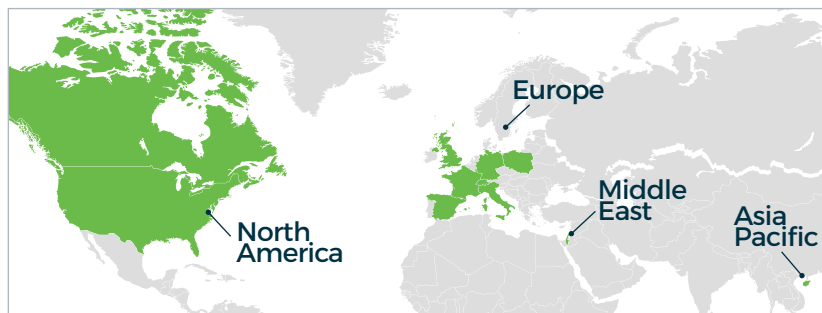 Europe
Middle
East
Asia
Pacific
North
America